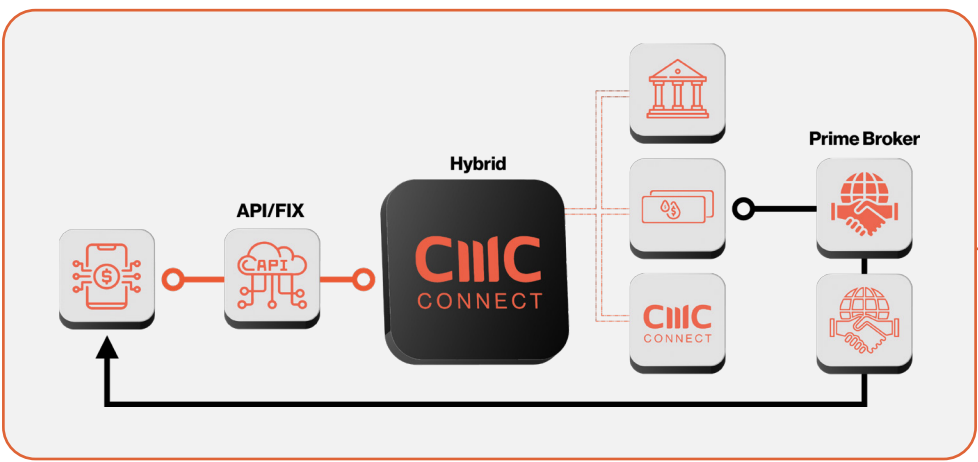 Prime Broker
Hybrid
API/FIX
API
$
CMC
CONNECT
$
CMC
CONNECT